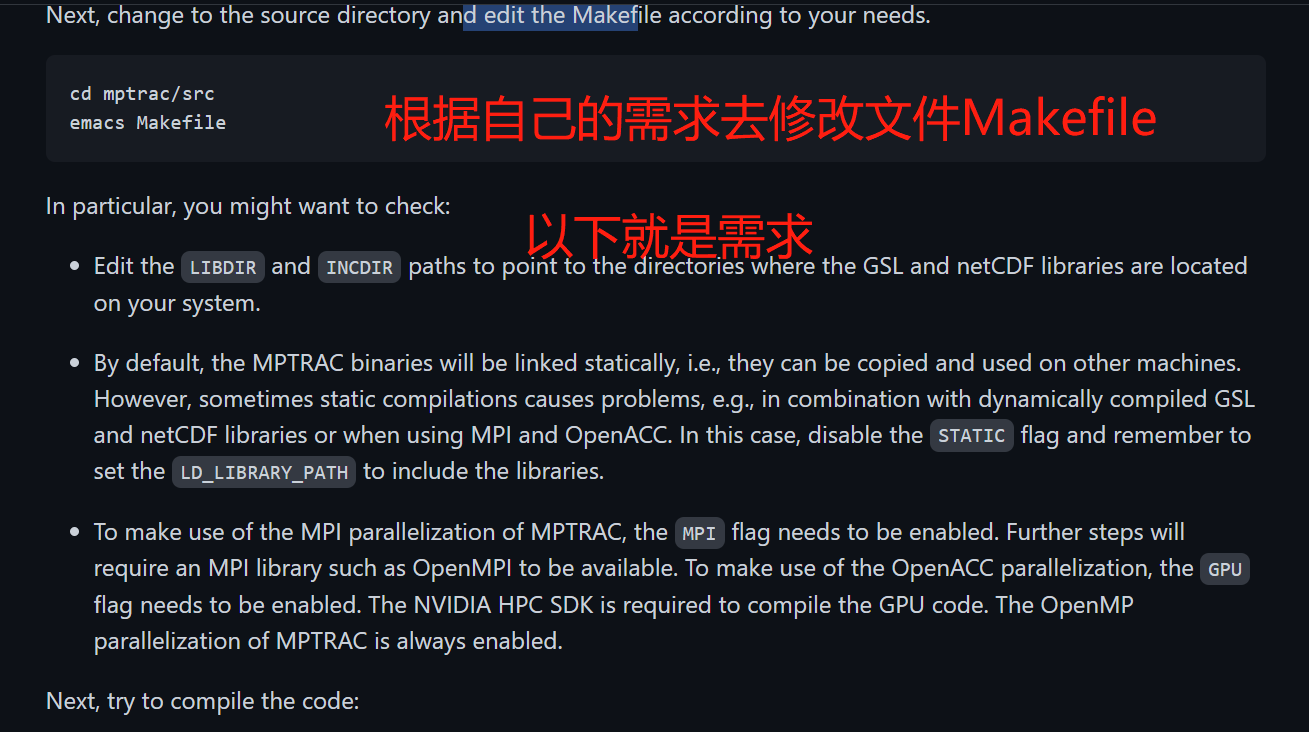 Next, change to the source directory and edit the Makefile according to your needs.
cd mptrac/src
emacs Makefile
根据自己的需求去修改文件Makefile
In particular, you might want to check:
以下就是需求
Edit the LIBDIR and INCDIR paths to point to the directories where the GSL and netCDF libraries are located
on your system.
By default, the MPTRAC binaries will be linked statically, i.e., they can be copied and used on other machines.
However, sometimes static compilations causes problems, e.g., in combination with dynamically compiled GSL
and netCDF libraries or when using MPI and OpenACC. In this case, disable the STATIC flag and remember to
set the LD_LIBRARY_PATH to include the libraries.
To make use of the MPI parallelization of MPTRAC, the MPI flag needs to be enabled. Further steps will
require an MPI library such as OpenMPI to be available. To make use of the OpenACC parallelization, the GPU
flag needs to be enabled. The NVIDIA HPC SDK is required to compile the GPU code. The OpenMP
parallelization of MPTRAC is always enabled.
Next, try to compile the code: